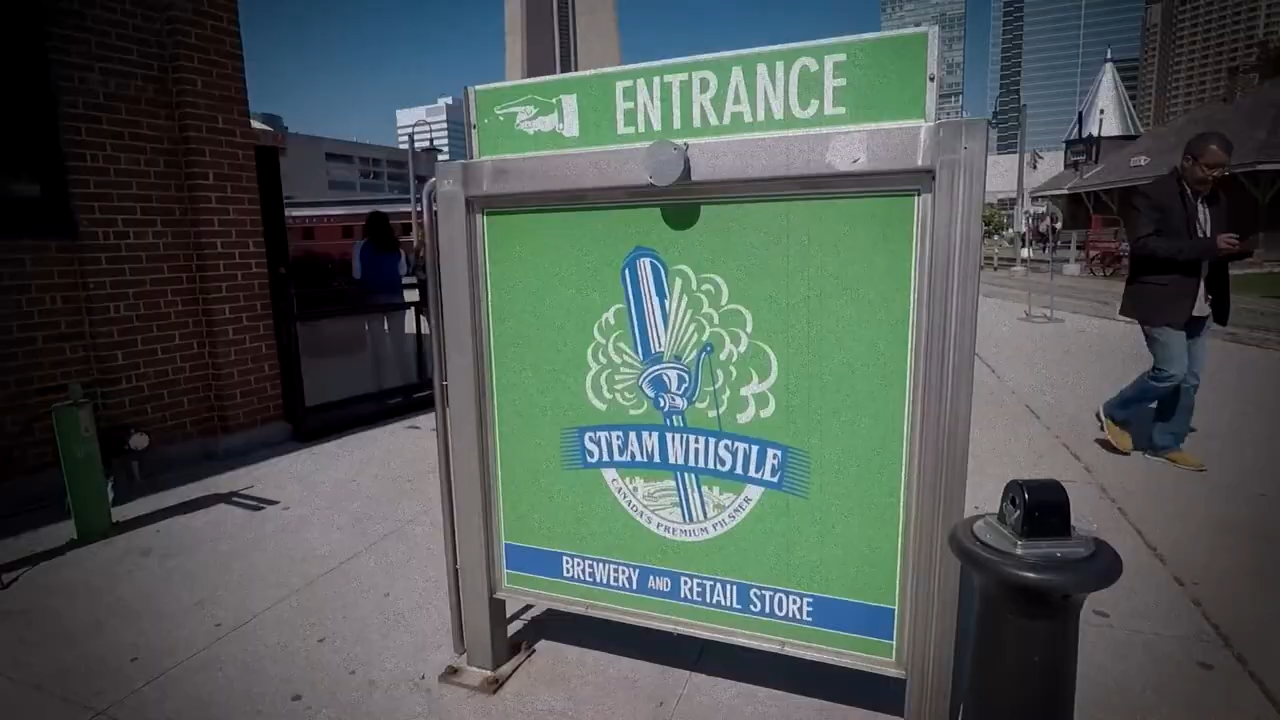 ENTRANCE
STEAM WHISTLE
CANADA'S PREMIUM PILSNER
BREWERY AND RETAIL STORE